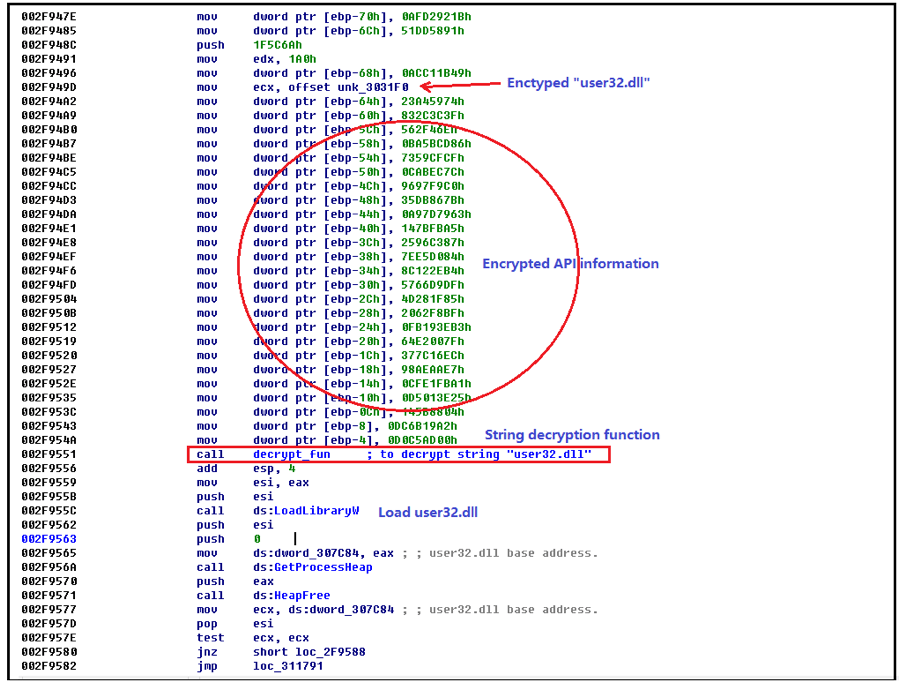 002F947E mov dword ptr [ebp-70h], 0AFD2921Bh
002F9485 mov dword ptr [ebp-6Ch], 51DD5891h
002F948C push 1F5C6Ah
002F9491 mov edx, 1A0h
002F9496 mov dword ptr [ebp-68h], 0ACC11B49h
002F949D mov ecx, offset unk_3031F0 Enctyped "user32.dll"
002F94A2 mov dword ptr [ebp-64h], 23A45974h
002F94A9 mov dword ptr [ebp-60h], 832C3C3Fh
002F94B0 mov dword ptr [ebp-5Ch], 562F46Eh
002F94B7 mov dword ptr [ebp-58h], 0BA5BCD86h
002F94BE mov dword ptr [ebp-54h], 7359CFCFh
002F94C5 mov dword ptr [ebp-50h], 0CABEC7Ch
002F94CC mov dword ptr [ebp-4Ch], 9697F9C0h
002F94D3 mov dword ptr [ebp-48h], 35DB867Bh
002F94DA mov dword ptr [ebp-44h], 0A97D7963h
002F94E1 mov dword ptr [ebp-40h], 147BFBA5h
002F94E8 mov dword ptr [ebp-3Ch], 2596C387h
002F94EF mov dword ptr [ebp-38h], 7EE5D084h Encrypted API information
002F94F6 mov dword ptr [ebp-34h], 8C122EB4h
002F94FD mov dword ptr [ebp-30h], 5766D9DFh
002F9504 mov dword ptr [ebp-2Ch], 4D281F85h
002F950B mov dword ptr [ebp-28h], 2062F8BFh
002F9512 mov dword ptr [ebp-24h], 0FB193EB3h
002F9519 mov dword ptr [ebp-20h], 64E2007Fh
002F9520 mov dword ptr [ebp-1Ch], 377C16ECh
002F9527 mov dword ptr [ebp-18h], 98AEAAE7h
002F952E mov dword ptr [ebp-14h], 0CFE1FBA1h
002F9535 mov dword ptr [ebp-10h], 0D5013E25h
002F953C mov dword ptr [ebp-0Ch], 145B8804h
002F9543 mov dword ptr [ebp-8], 0DC6B19A2h
002F954A mov dword ptr [ebp-4], 0D0C5AD00h String decryption function
002F9551 call decrypt_fun ; to decrypt string "user32.dll"
002F9556 add esp, 4
002F9559 mov esi, eax
002F955B push esi
002F955C call ds:LoadLibraryW Load user32.dll
002F9562 push esi
002F9563 push 0
002F9565 mov ds:dword_307C84, eax ; ; user32.dll base address.
002F956A call ds:GetProcessHeap
002F9570 push eax
002F9571 call ds:HeapFree
002F9577 mov ecx, ds:dword_307C84 ; ; user32.dll base address.
002F957D pop esi
002F957E test ecx, ecx
002F9580 jnz short loc_2F9588
002F9582 jmp loc_311791